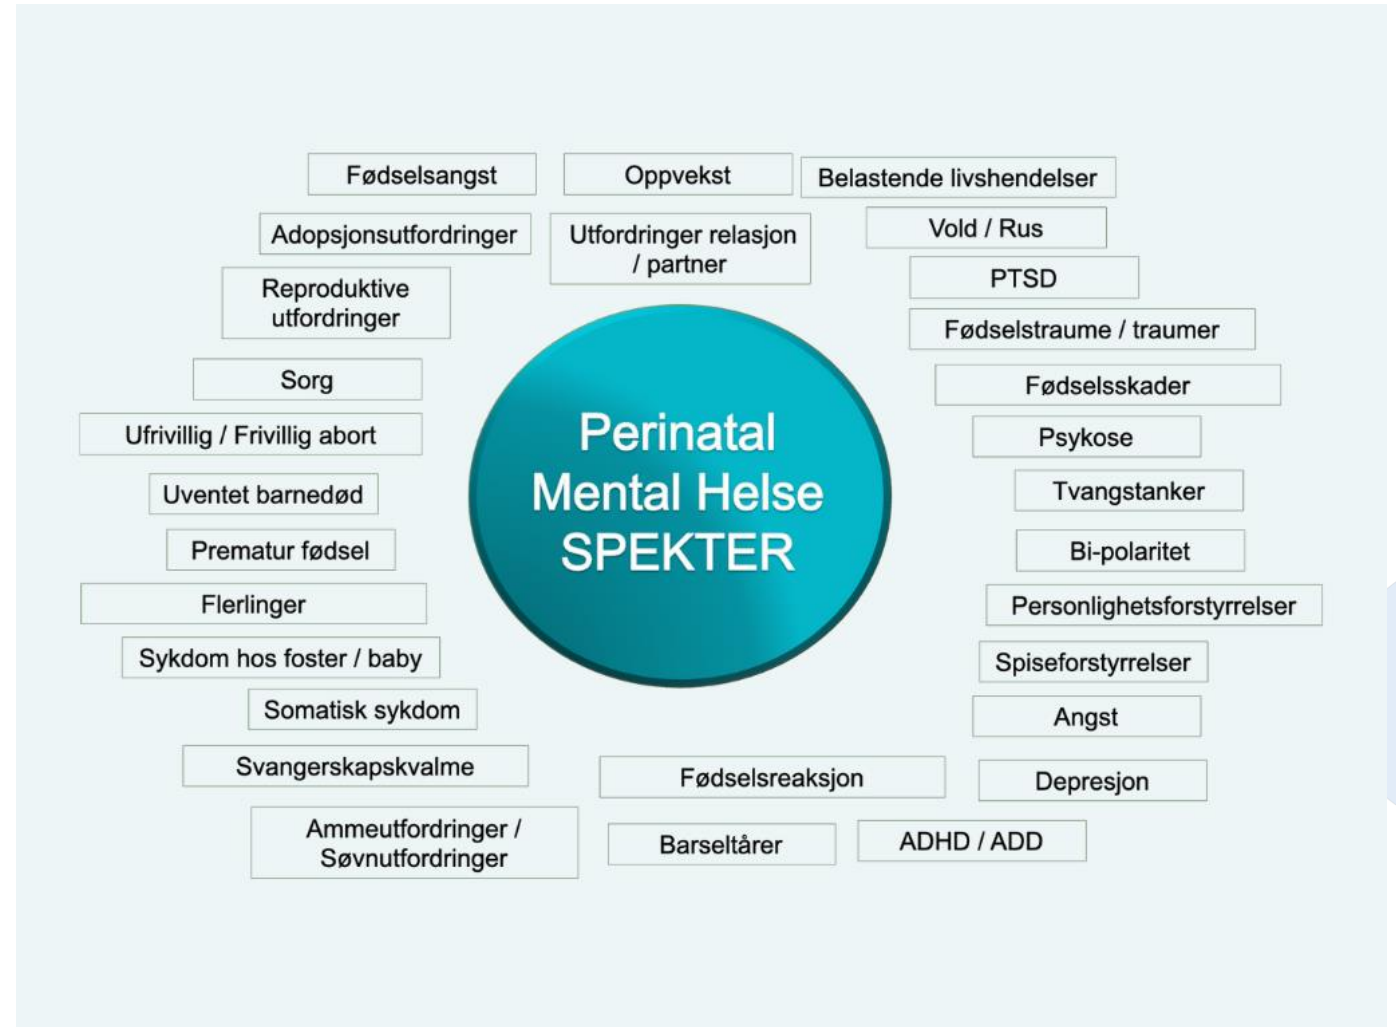 Fødselsangst
Oppvekst
Belastende livshendelser
Adopsjonsutfordringer
Utfordringer relasjon
/ partner
Vold / Rus
Reproduktive
utfordringer
PTSD
Fødselstraume / traumer
Sorg
Fødselsskader
Ufrivillig / Frivillig abort
Perinatal
Mental Helse
SPEKTER
Psykose
Uventet barnedød
Tvangstanker
Prematur fødsel
Bi-polaritet
Flerlinger
Personlighetsforstyrrelser
Sykdom hos foster / baby
Spiseforstyrrelser
Somatisk sykdom
Angst
Svangerskapskvalme
Fødselsreaksjon
Depresjon
Ammeutfordringer /
Søvnutfordringer
Barseltårer
ADHD / ADD